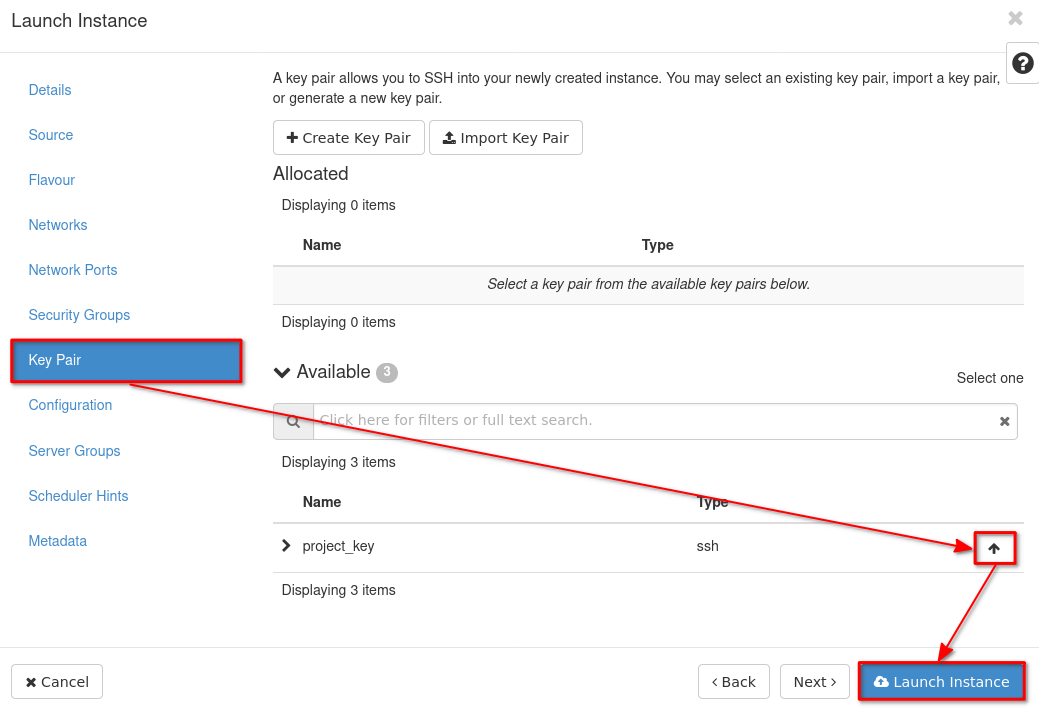 Launch Instance
Details
Source
Flavour
Networks
Network Ports
Security Groups
Key Pair
Configuration
Server Groups
Scheduler Hints
Metadata
A key pair allows you to SSH into your newly created instance. You may select an existing key pair, import a key pair,
or generate a new key pair.
Create Key Pair Import Key Pair
Allocated
Displaying 0 items
Name Type
Select a key pair from the available key pairs below.
Displaying 0 items
Available 3
Select one
Click here for filters or full text search.
Displaying 3 items
Name Type
project_key ssh
Displaying 3 items
Cancel < Back Next > Launch Instance